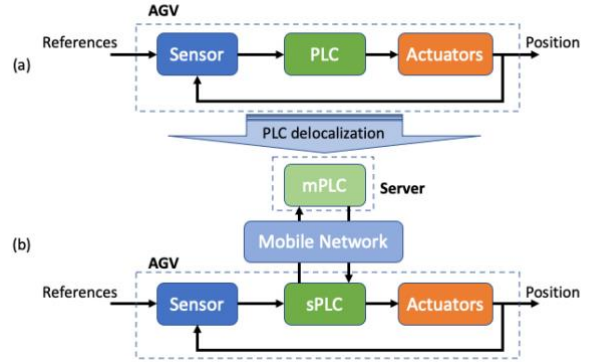 AGV
References
Sensor
PLC
Actuators
Position
(a)
PLC delocalization
mPLC
Server
Mobile Network
(b)
AGV
References
Sensor
sPLC
Actuators
Position